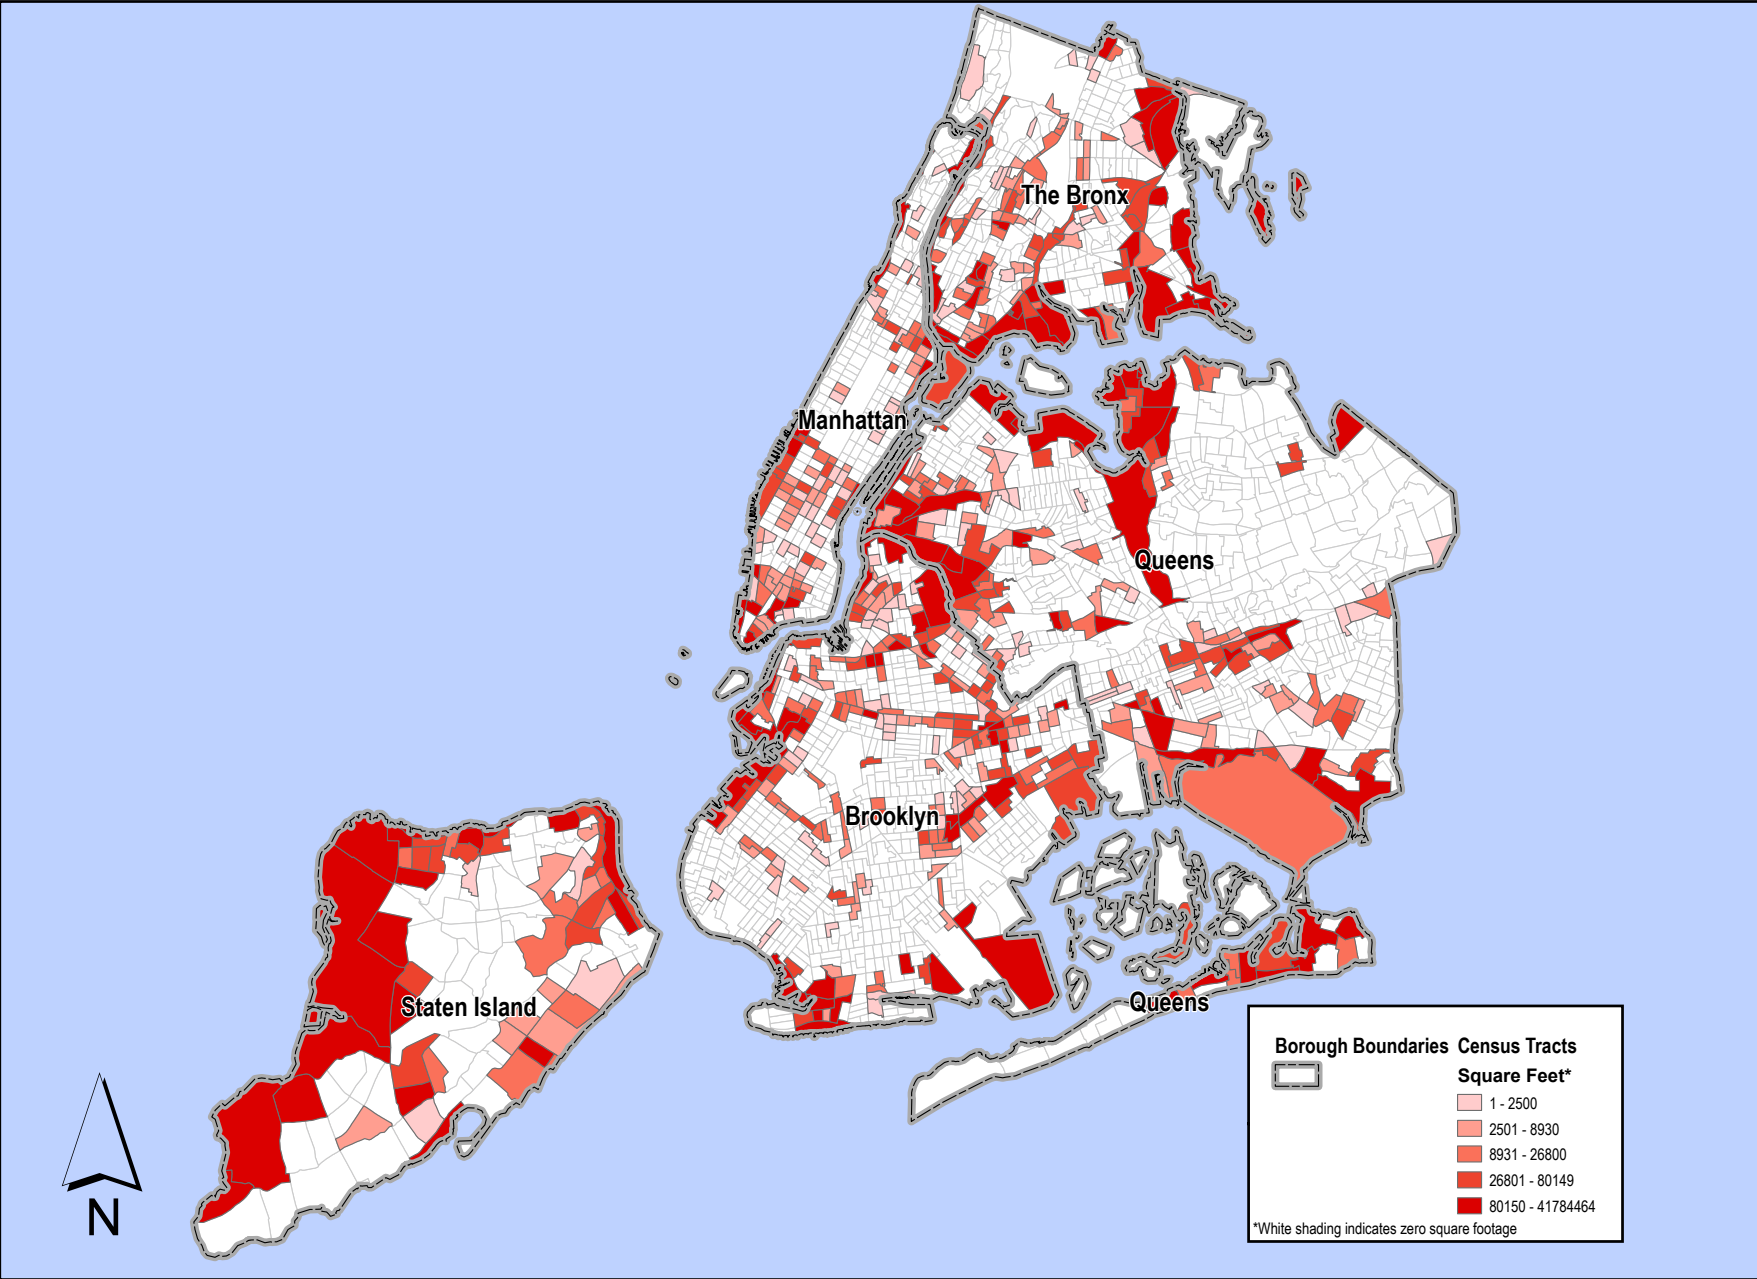 The Bronx
Manhattan
Queens
Brooklyn
Staten Island
Queens
N
Borough Boundaries
Census Tracts
Square Feet*
1 - 2500
2501 - 8930
8931 - 26800
26801 - 80149
80150 - 41784464
*White shading indicates zero square footage